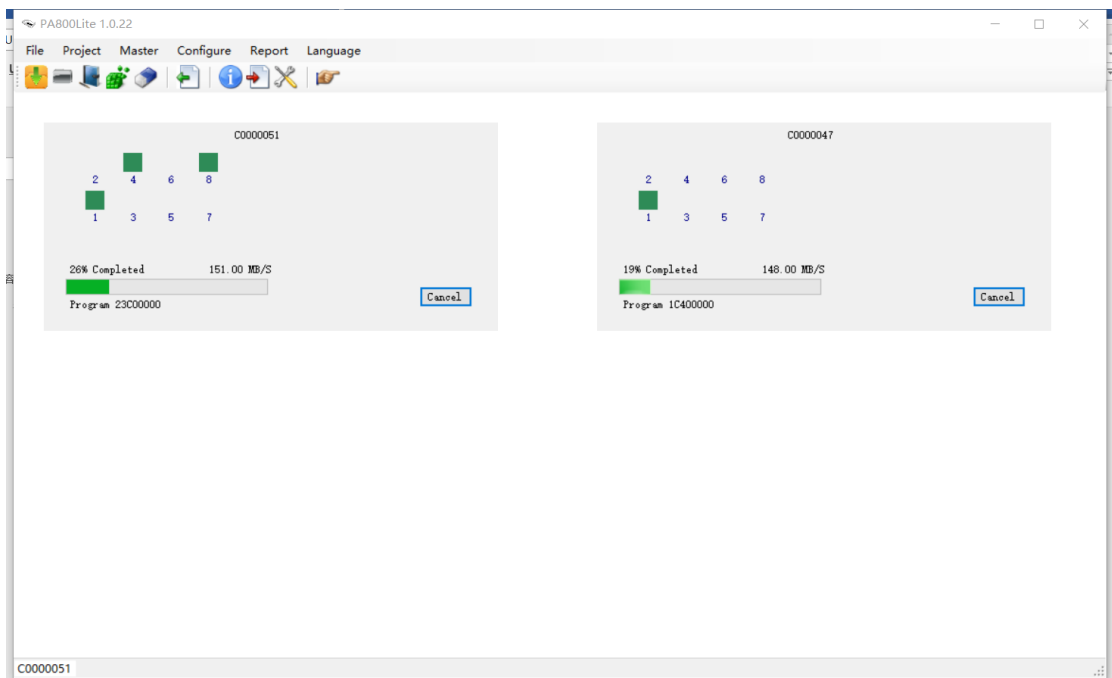 PA800Lite 1.0.22
File Project Master Configure Report Language
C0000051
2 4 6 8
1 3 5 7
26% Completed 151.00 MB/S
Program 23C00000
Cancel
C0000047
2 4 6 8
1 3 5 7
19% Completed 148.00 MB/S
Program 1C400000
Cancel
C0000051